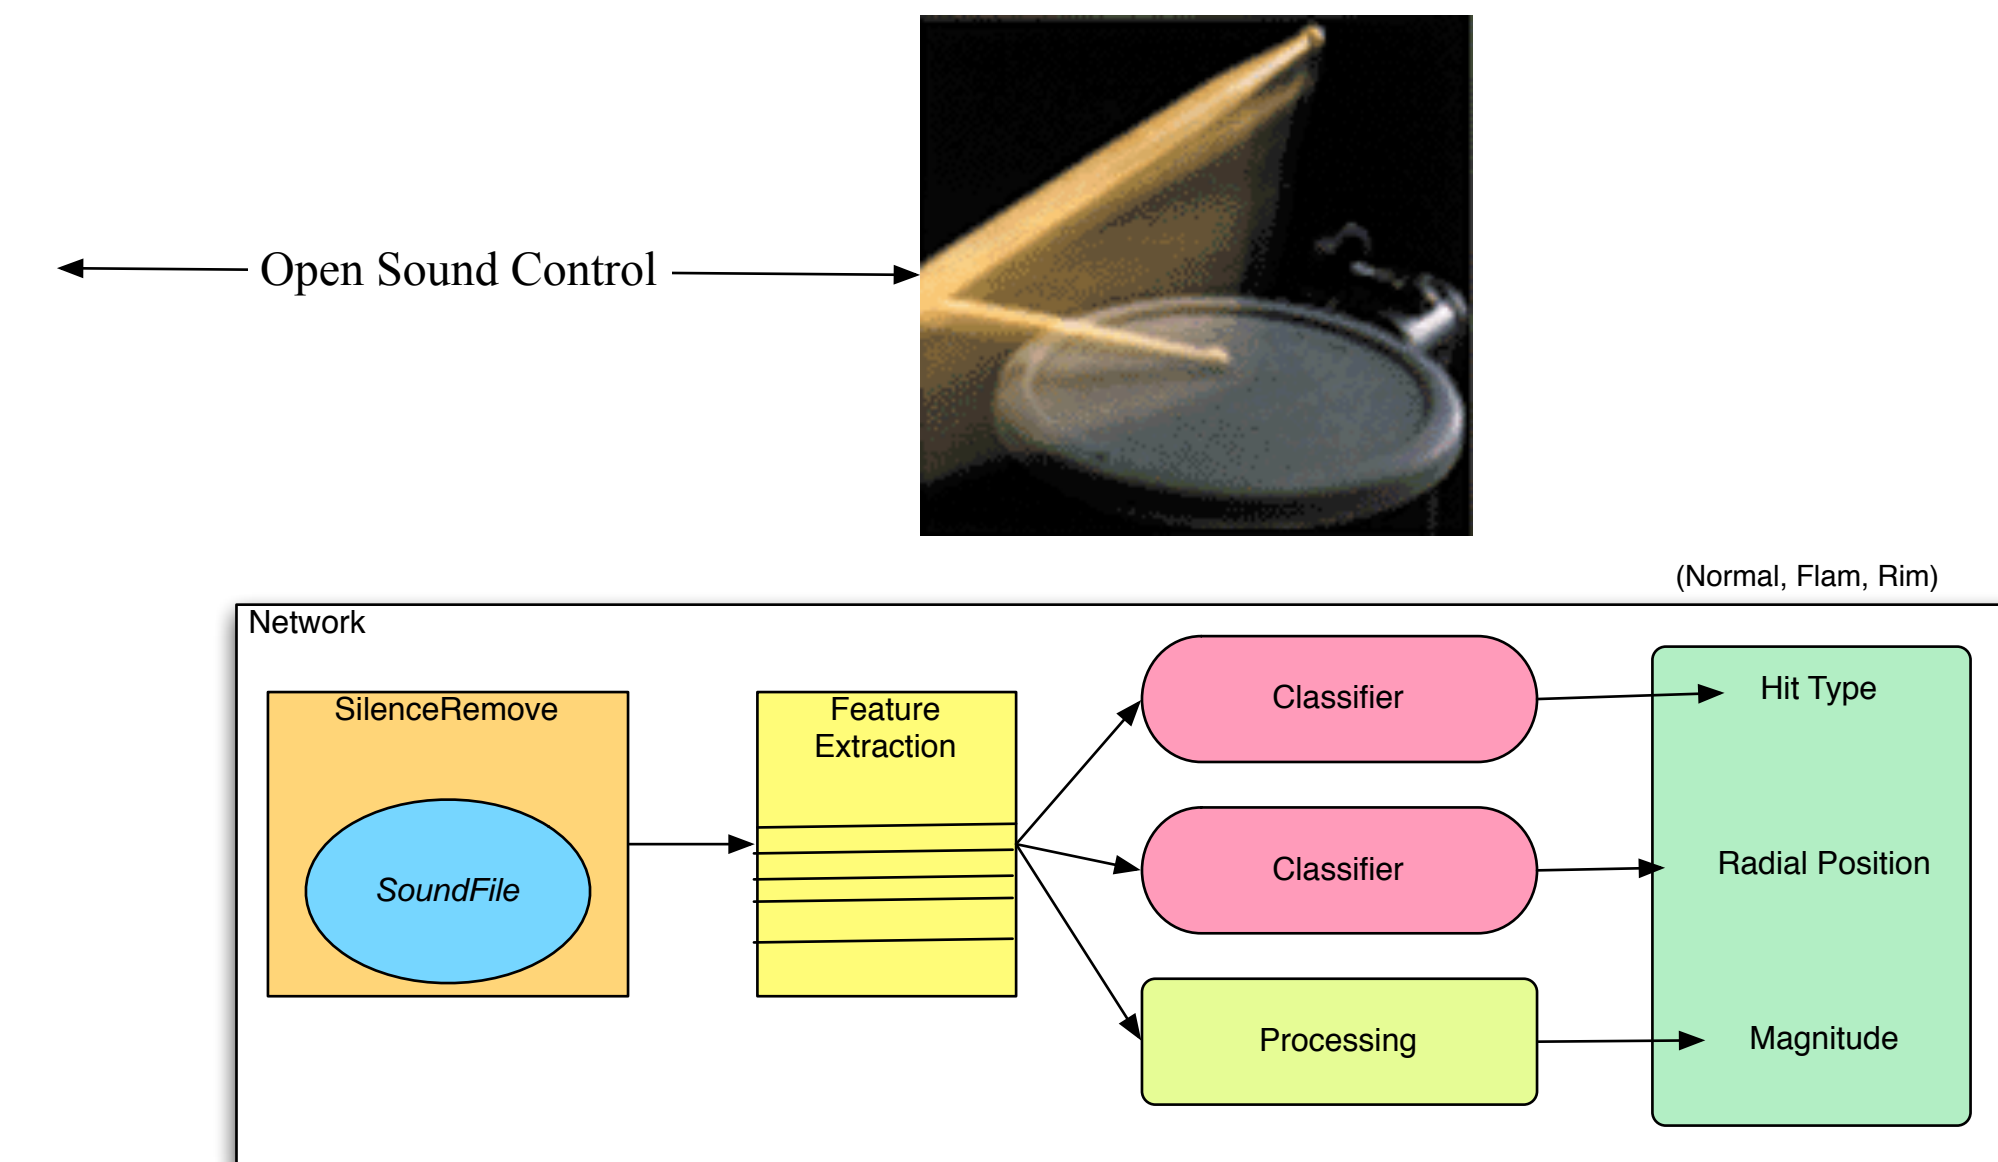 Open Sound Control
(Normal, Flam, Rim)
Network
SilenceRemove
SoundFile
Feature
Extraction
Classifier
Classifier
Processing
Hit Type
Radial Position
Magnitude